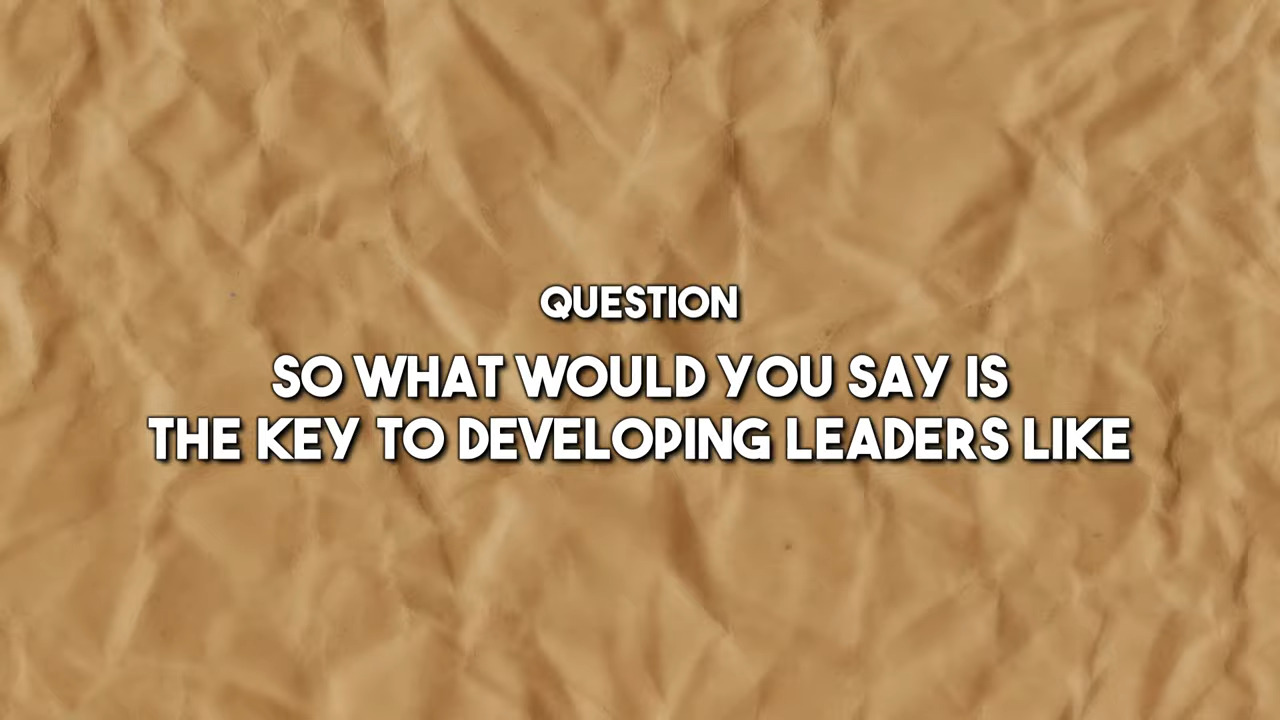 QUESTION
SO WHAT WOULD YOU SAY IS
THE KEY TO DEVELOPING LEADERS LIKE